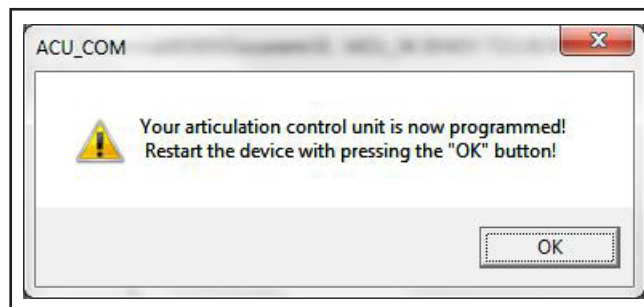 ACU_COM
Your articulation control unit is now programmed!
Restart the device with pressing the "OK" button!
OK